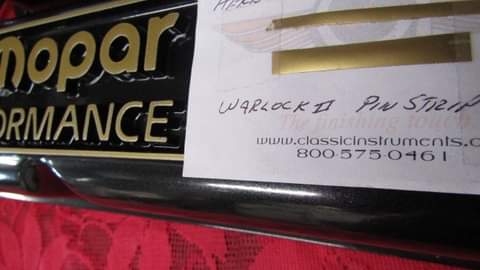 mopar
ORMANCE
WARLOCK II PIN STRIP
The finishing touch
www.classicinstruments.c
800-575-0461